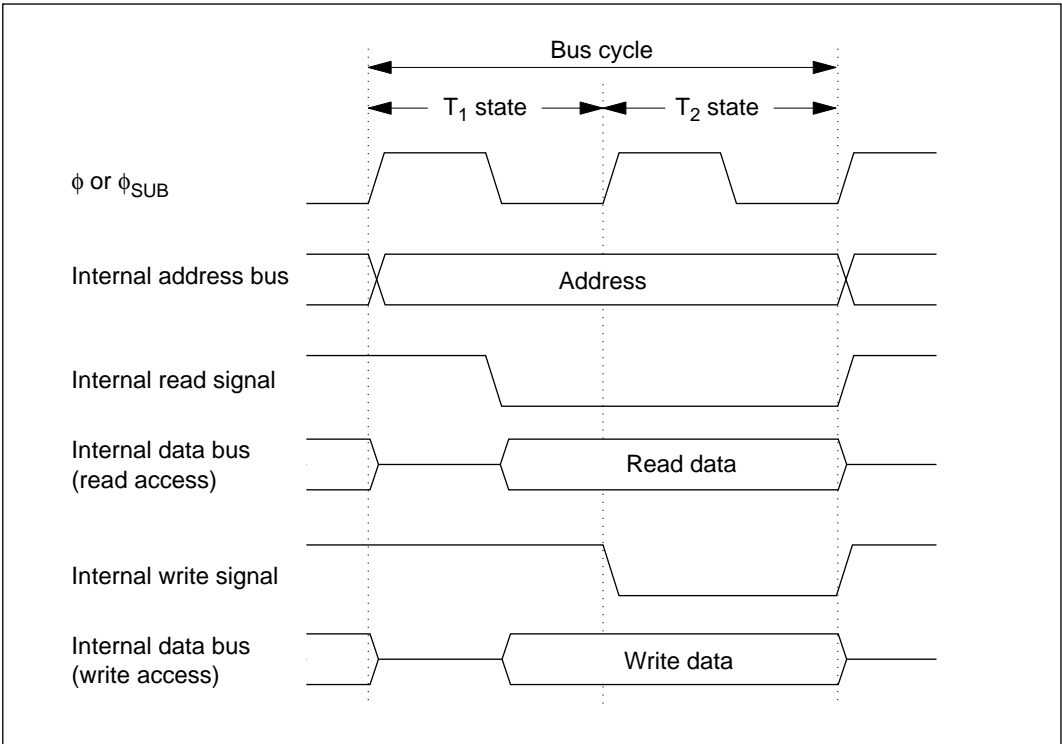 Bus cycle
T1 state
T2 state
ϕ or ϕSUB
Internal address bus
Address
Internal read signal
Internal data bus
(read access)
Read data
Internal write signal
Internal data bus
(write access)
Write data